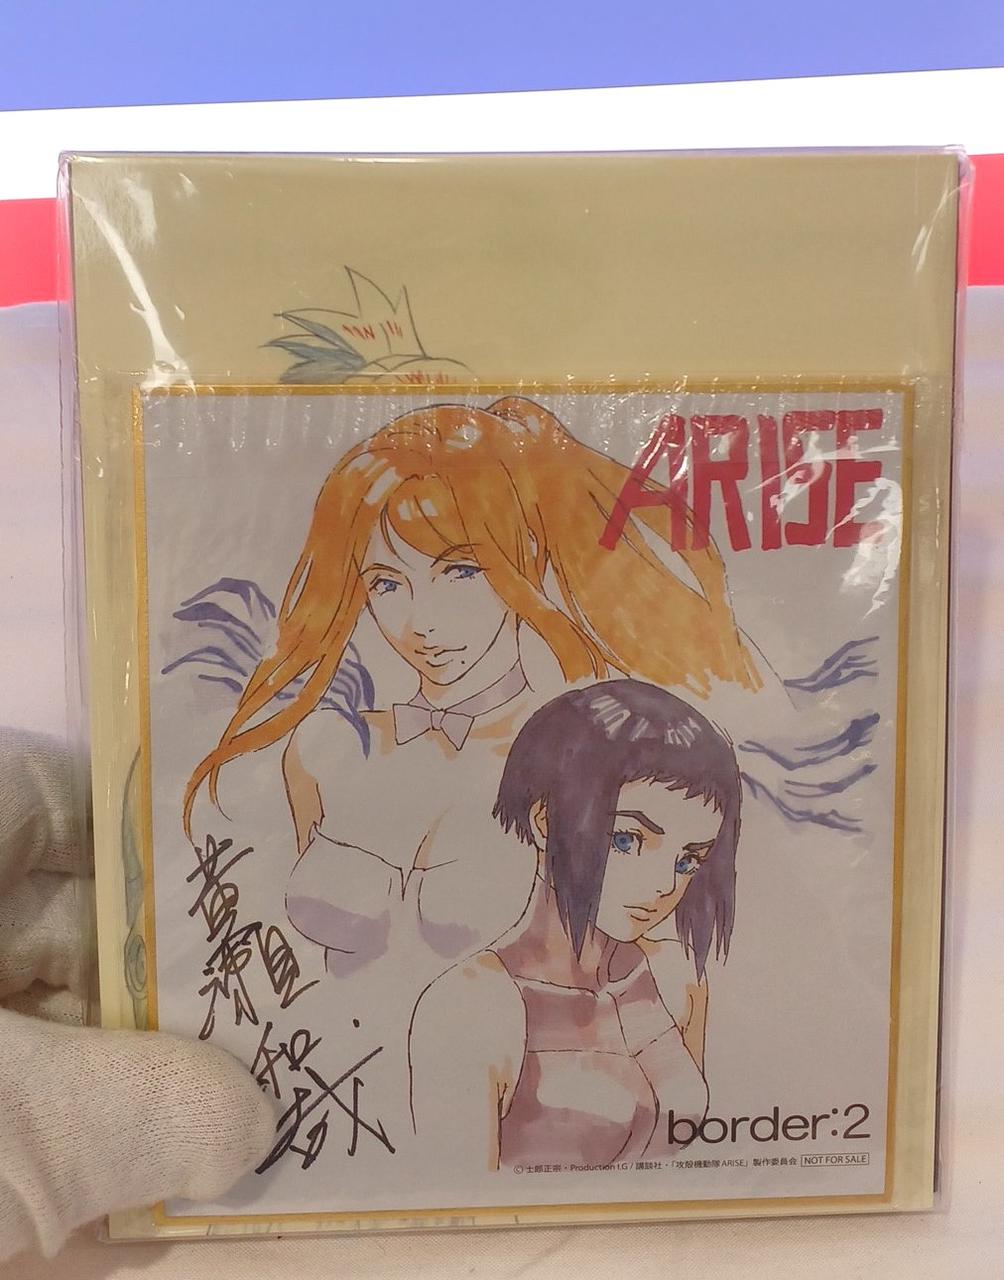 ARISE
黄瀬
和哉
border:2
©士郎正宗・Production I.G / 講談社・「攻殻機動隊 ARISE」製作委員会 NOT FOR SALE